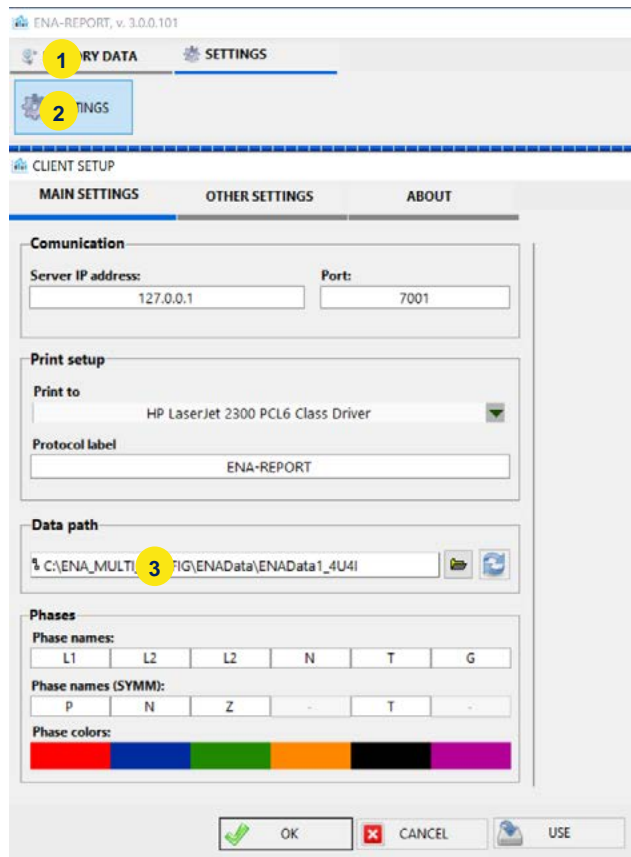 ENA-REPORT, v. 3.0.0.101
1 RY DATA SETTINGS
2 TINGS
CLIENT SETUP
MAIN SETTINGS OTHER SETTINGS ABOUT
Comunication
Server IP address: Port:
127.0.0.1 7001
Print setup
Print to
HP LaserJet 2300 PCL6 Class Driver
Protocol label
ENA-REPORT
Data path
C:\ENA_MULTI_ 3 FIG\ENAData\ENAData1_4U4I
Phases
Phase names:
L1 L2 L2 N T G
Phase names (SYMM):
P N Z - T -
Phase colors:
OK CANCEL USE